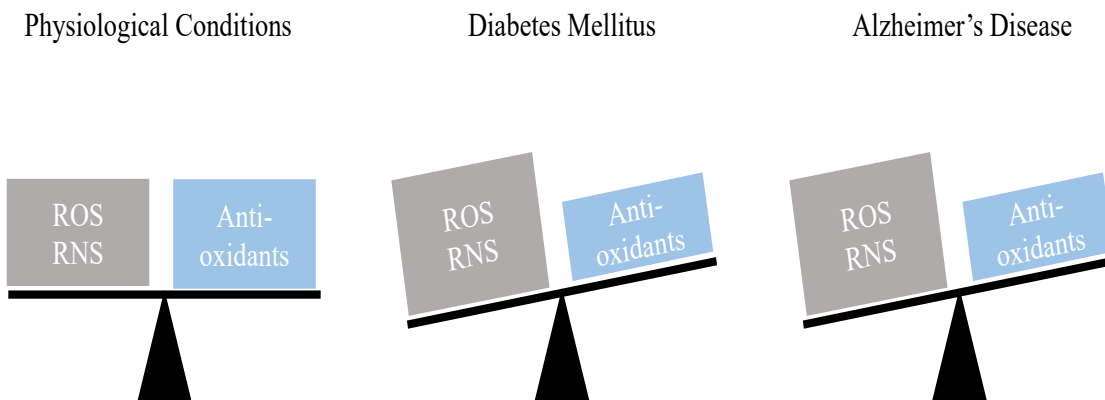 Physiological Conditions
Diabetes Mellitus
Alzheimer’s Disease
ROS
RNS
Anti-
oxidants
ROS
RNS
Anti-
oxidants
ROS
RNS
Anti-
oxidants